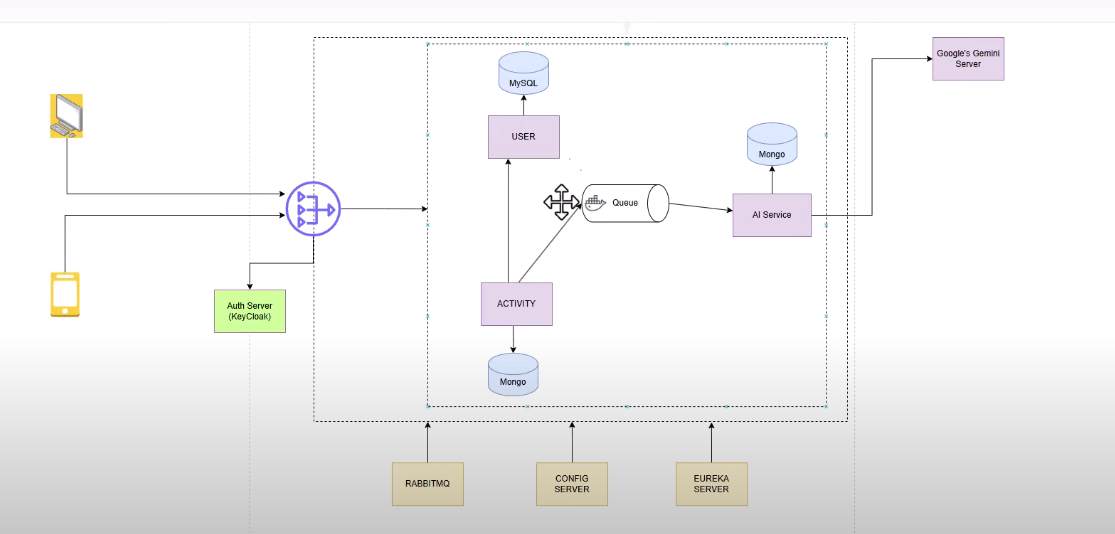 Google's Gemini
Server
MySQL
USER
Mongo
Queue
AI Service
Auth Server
(KeyCloak)
ACTIVITY
Mongo
RABBITMQ
CONFIG
SERVER
EUREKA
SERVER